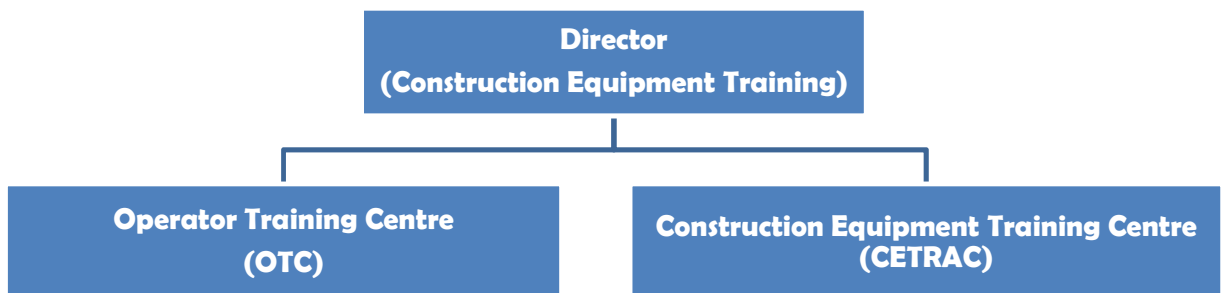 Director
(Construction Equipment Training)
Operator Training Centre
(OTC)
Construction Equipment Training Centre
(CETRAC)